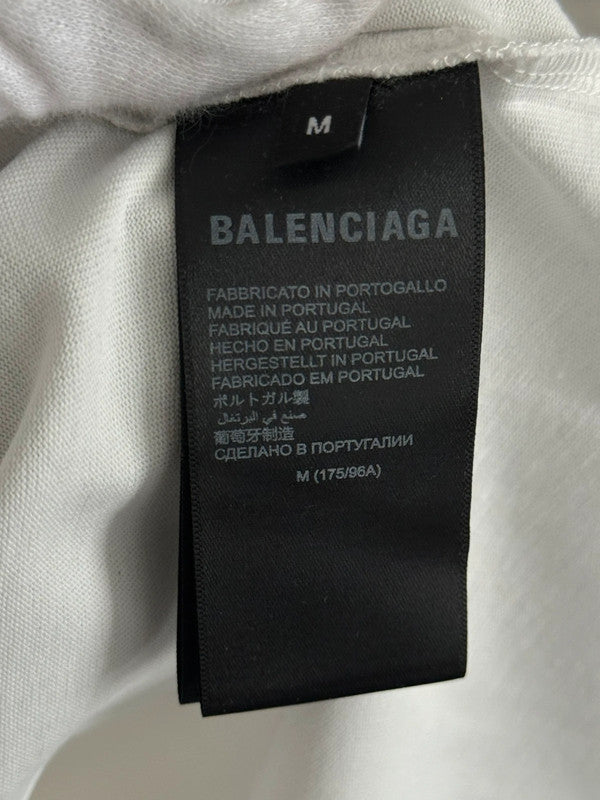 M
BALENCIAGA
FABBRICATO IN PORTOGALLO
MADE IN PORTUGAL
FABRIQUÉ AU PORTUGAL
HECHO EN PORTUGAL
HERGESTELLT IN PORTUGAL
FABRICADO EM PORTUGAL
ポルトガル製
صنع في البرتغال
葡萄牙制造
СДЕЛАНО В ПОРТУГАЛИИ
M (175/96A)